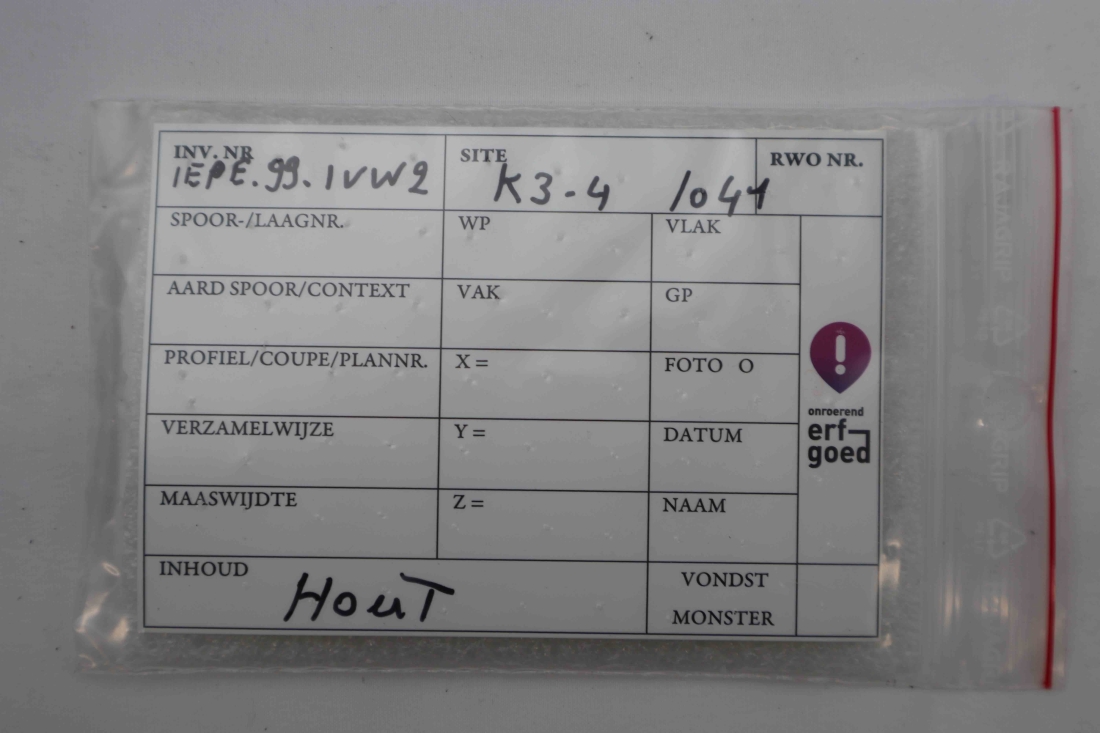 INV. NR SITE RWO NR.
IEPE.99.IVW2 K3-4 1041
SPOOR-/LAAGNR. WP VLAK
AARD SPOOR/CONTEXT VAK GP
PROFIEL/COUPE/PLANNR. X = FOTO O
onroerend
erf
goed
VERZAMELWIJZE Y = DATUM
MAASWIJDTE Z = NAAM
INHOUD VONDST
HouT MONSTER